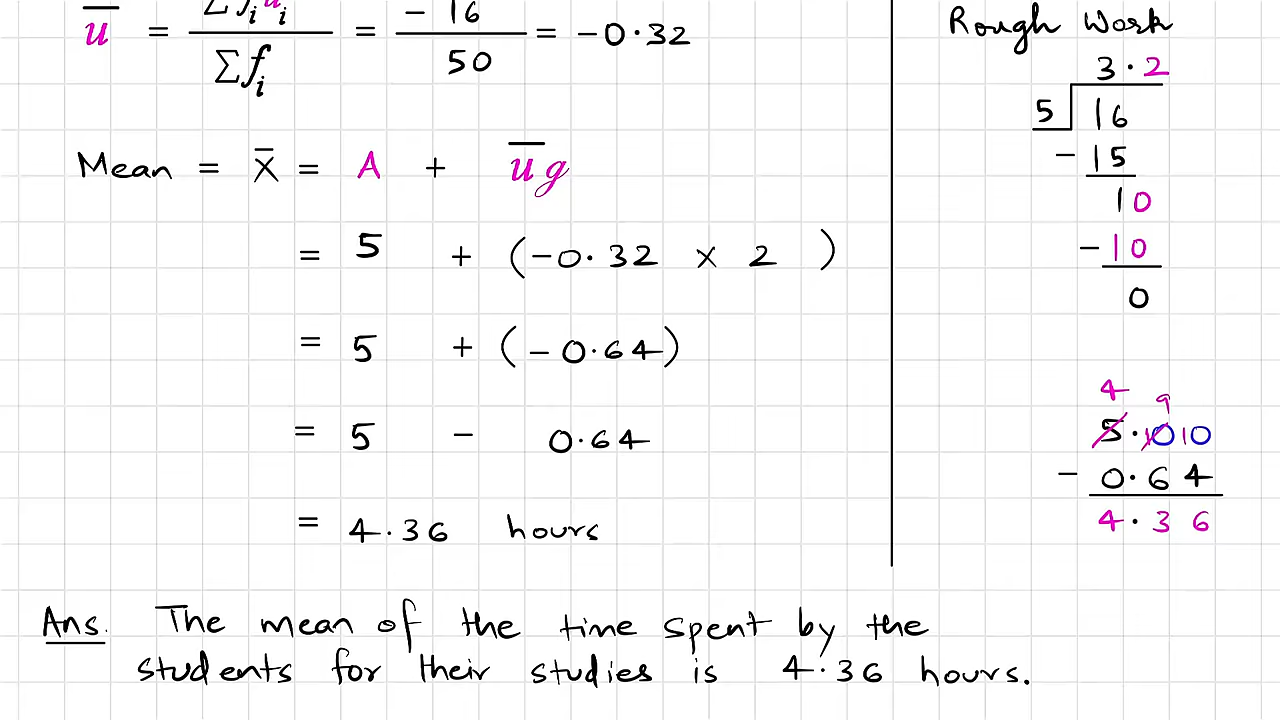 u̅ = Σfᵢuᵢ / Σfᵢ = - 16 / 50 = -0.32
Mean = X̄ = A + u̅g
= 5 + (-0.32 × 2 )
= 5 + (-0.64)
= 5 - 0.64
= 4.36 hours
Rough Work
3.2
5 16
- 15
10
- 10
0
4 9
5.10 10
- 0.64
4.36
Ans. The mean of the time spent by the
students for their studies is 4.36 hours.